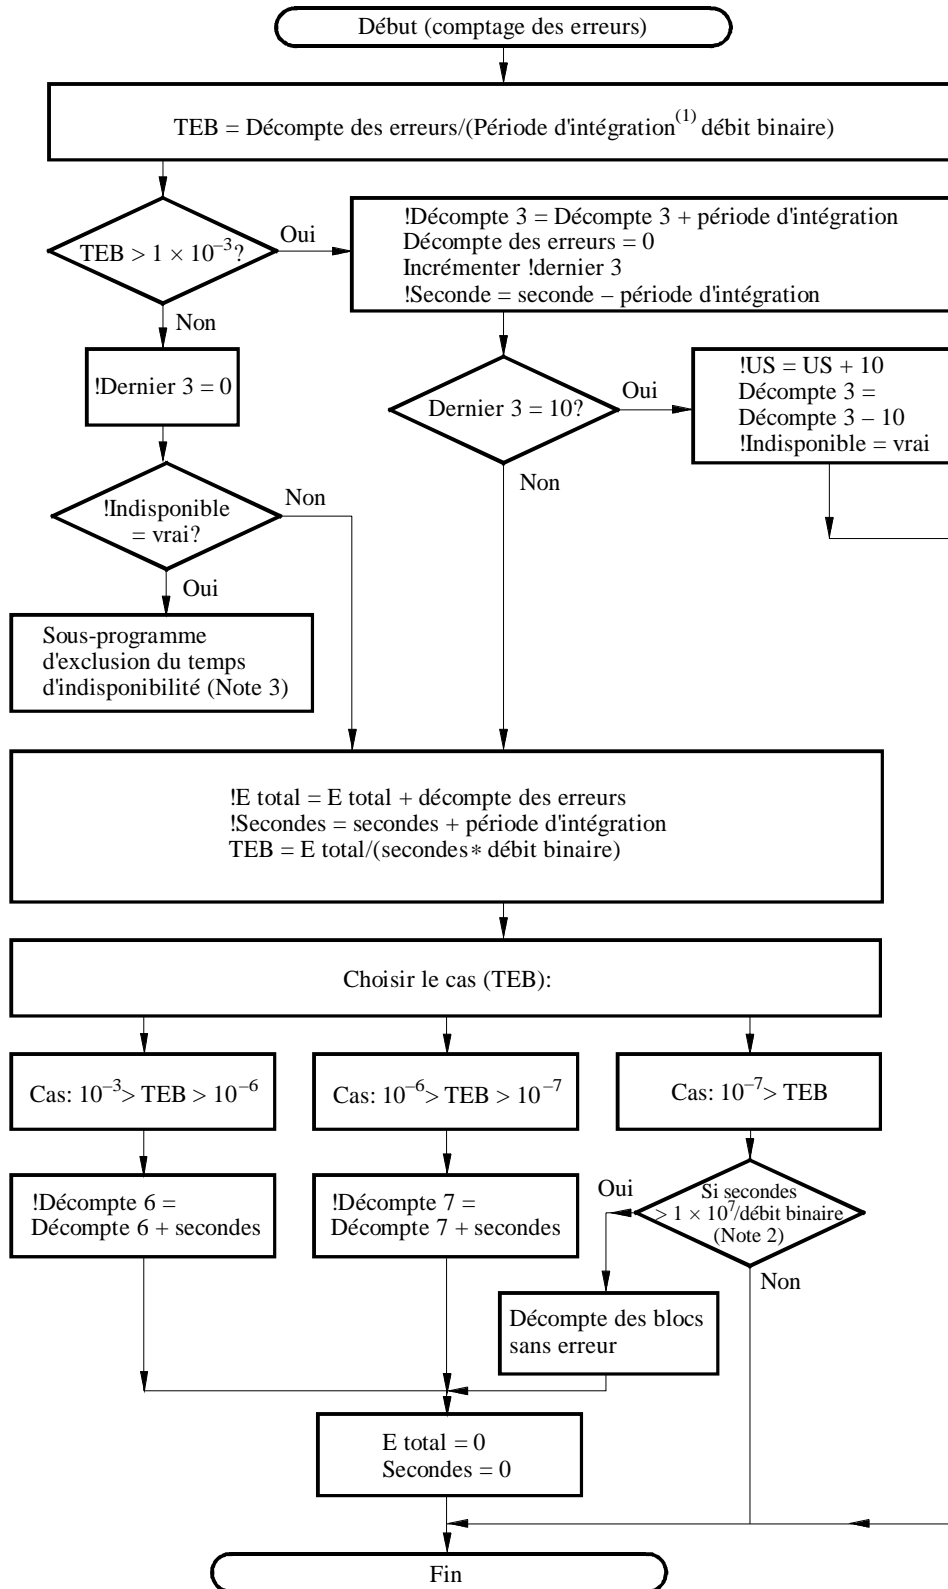 Début (comptage des erreurs)
TEB = Décompte des erreurs/(Période d'intégration(1) débit binaire)
TEB > 1 × 10–3?
Oui
!Décompte 3 = Décompte 3 + période d'intégration
Décompte des erreurs = 0
Incrémenter !dernier 3
!Seconde = seconde – période d'intégration
Non
!Dernier 3 = 0
Dernier 3 = 10?
Oui
!US = US + 10
Décompte 3 =
Décompte 3 – 10
!Indisponible = vrai
Non
!Indisponible
= vrai?
Non
Oui
Sous-programme
d'exclusion du temps
d'indisponibilité (Note 3)
!E total = E total + décompte des erreurs
!Secondes = secondes + période d'intégration
TEB = E total/(secondes* débit binaire)
Choisir le cas (TEB):
Cas: 10–3> TEB > 10–6
Cas: 10–6> TEB > 10–7
Cas: 10–7> TEB
!Décompte 6 =
Décompte 6 + secondes
!Décompte 7 =
Décompte 7 + secondes
Oui
Si secondes
> 1 × 107/débit binaire
(Note 2)
Non
Décompte des blocs
sans erreur
E total = 0
Secondes = 0
Fin